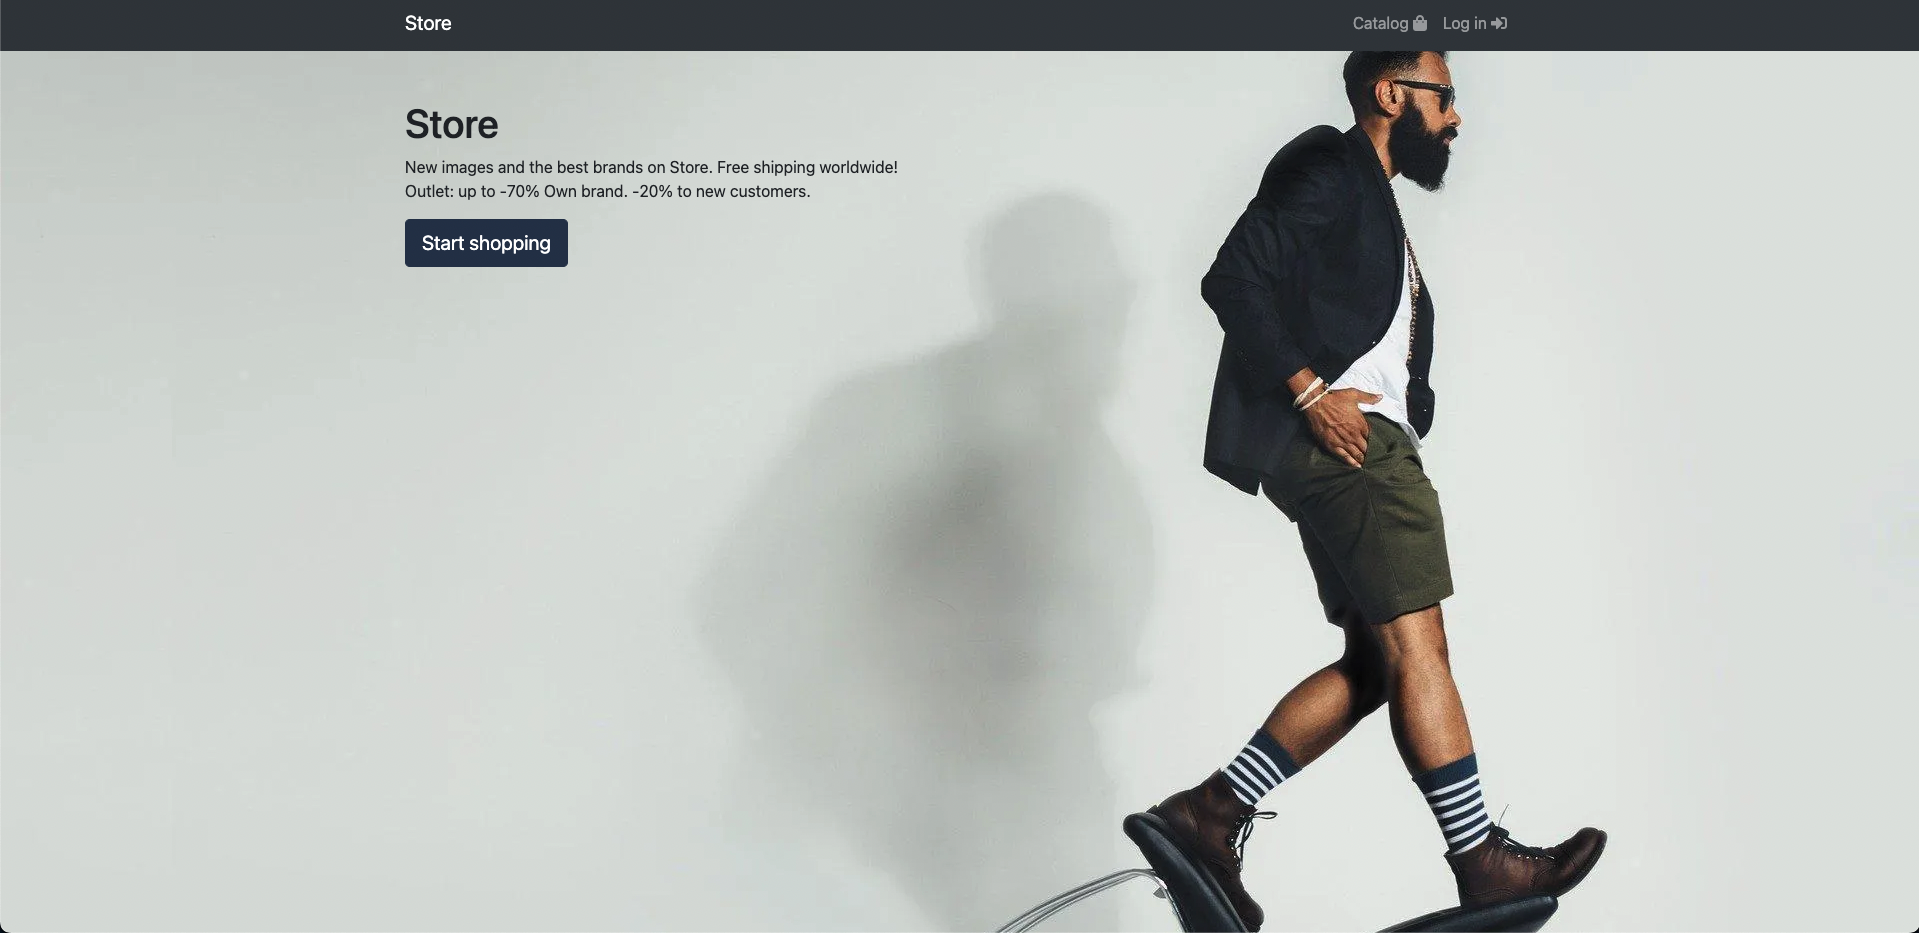 Store
Catalog
Log in
Store
New images and the best brands on Store. Free shipping worldwide!
Outlet: up to -70% Own brand. -20% to new customers.
Start shopping